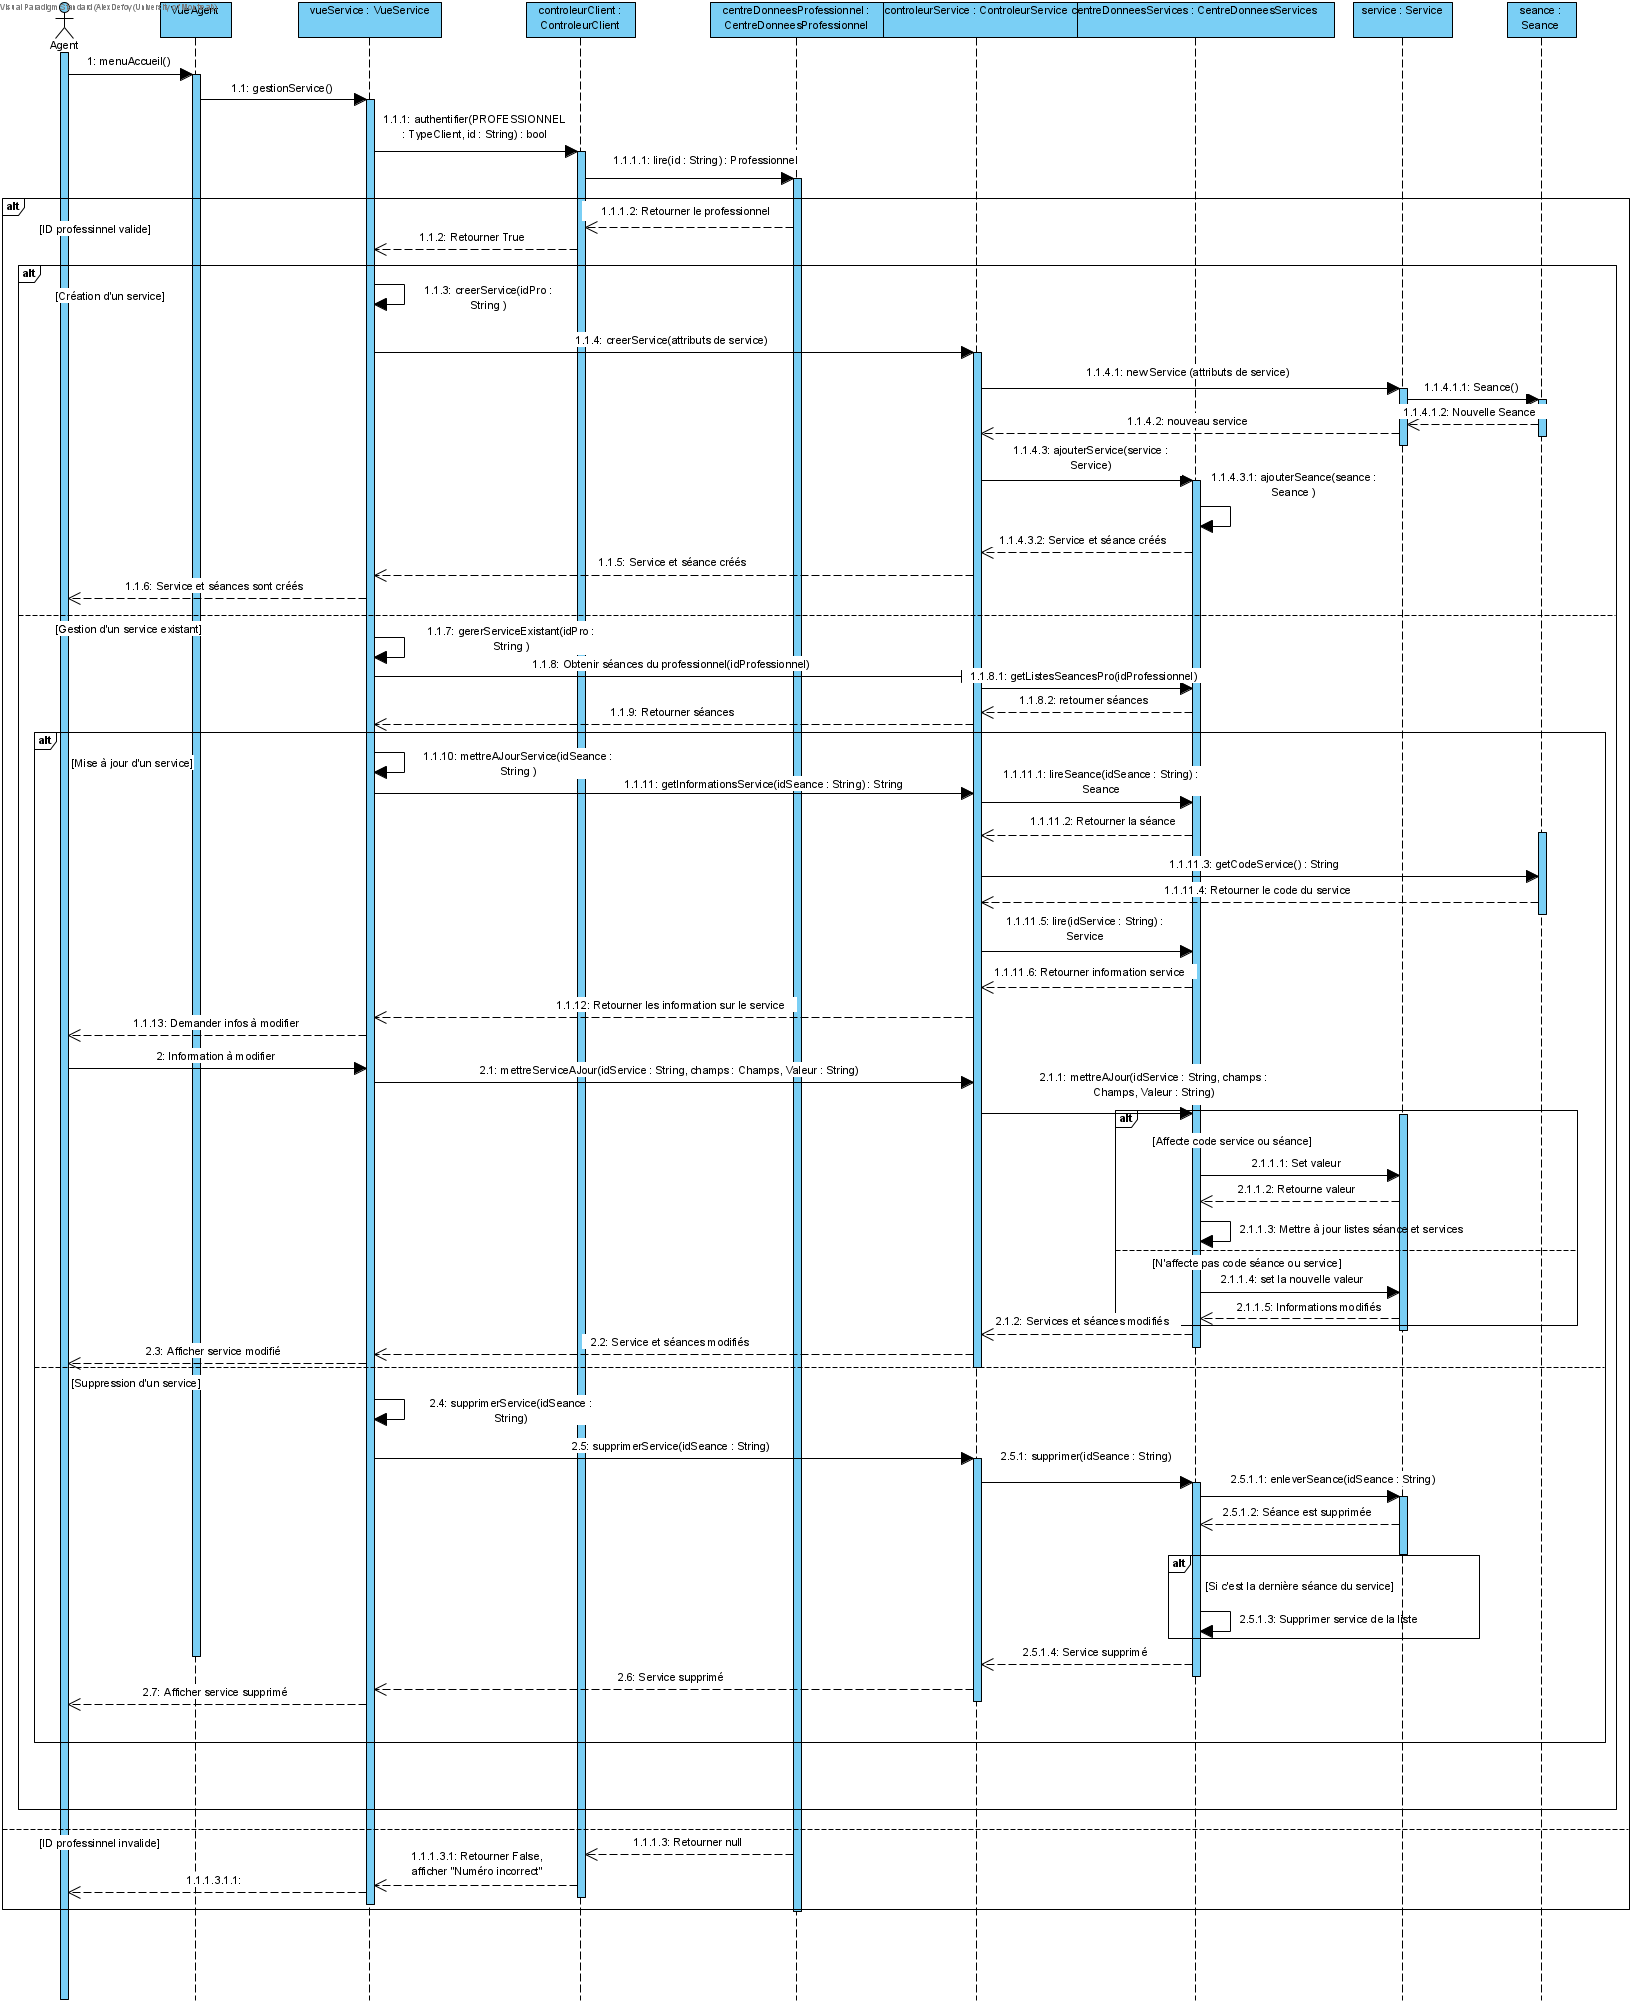 Visual Paradigm Standard (Alex Defoy (University of Montreal))
VueAgent
vueService : VueService
controleurClient :
ControleurClient
centreDonneesProfessionnel :
CentreDonneesProfessionnel
controleurService : ControleurService
centreDonneesServices : CentreDonneesServices
service : Service
seance :
Seance
Agent
1: menuAccueil()
1.1: gestionService()
1.1.1: authentifier(PROFESSIONNEL
: TypeClient, id : String) : bool
1.1.1.1: lire(id : String) : Professionnel
alt
[ID professinnel valide]
1.1.1.2: Retourner le professionnel
1.1.2: Retourner True
alt
[Création d'un service]
1.1.3: creerService(idPro :
String )
1.1.4: creerService(attributs de service)
1.1.4.1: new Service (attributs de service)
1.1.4.1.1: Seance()
1.1.4.1.2: Nouvelle Seance
1.1.4.2: nouveau service
1.1.4.3: ajouterService(service :
Service)
1.1.4.3.1: ajouterSeance(seance :
Seance )
1.1.4.3.2: Service et séance créés
1.1.5: Service et séance créés
1.1.6: Service et séances sont créés
[Gestion d'un service existant]
1.1.7: gererServiceExistant(idPro :
String )
1.1.8: Obtenir séances du professionnel(idProfessionnel)
1.1.8.1: getListesSeancesPro(idProfessionnel)
1.1.8.2: retourner séances
1.1.9: Retourner séances
alt
[Mise à jour d'un service]
1.1.10: mettreAJourService(idSeance :
String )
1.1.11: getInformationsService(idSeance : String) : String
1.1.11.1: lireSeance(idSeance : String) :
Seance
1.1.11.2: Retourner la séance
1.1.11.3: getCodeService() : String
1.1.11.4: Retourner le code du service
1.1.11.5: lire(idService : String) :
Service
1.1.11.6: Retourner information service
1.1.12: Retourner les information sur le service
1.1.13: Demander infos à modifier
2: Information à modifier
2.1: mettreServiceAJour(idService : String, champs : Champs, Valeur : String)
2.1.1: mettreAJour(idService : String, champs :
Champs, Valeur : String)
alt
[Affecte code service ou séance]
2.1.1.1: Set valeur
2.1.1.2: Retourne valeur
2.1.1.3: Mettre à jour listes séance et services
[N'affecte pas code séance ou service]
2.1.1.4: set la nouvelle valeur
2.1.1.5: Informations modifiés
2.1.2: Services et séances modifiés
2.2: Service et séances modifiés
2.3: Afficher service modifié
[Suppression d'un service]
2.4: supprimerService(idSeance :
String)
2.5: supprimerService(idSeance : String)
2.5.1: supprimer(idSeance : String)
2.5.1.1: enleverSeance(idSeance : String)
2.5.1.2: Séance est supprimée
alt
[Si c'est la dernière séance du service]
2.5.1.3: Supprimer service de la liste
2.5.1.4: Service supprimé
2.6: Service supprimé
2.7: Afficher service supprimé
[ID professinnel invalide]
1.1.1.3: Retourner null
1.1.1.3.1: Retourner False,
afficher "Numéro incorrect"
1.1.1.3.1.1: